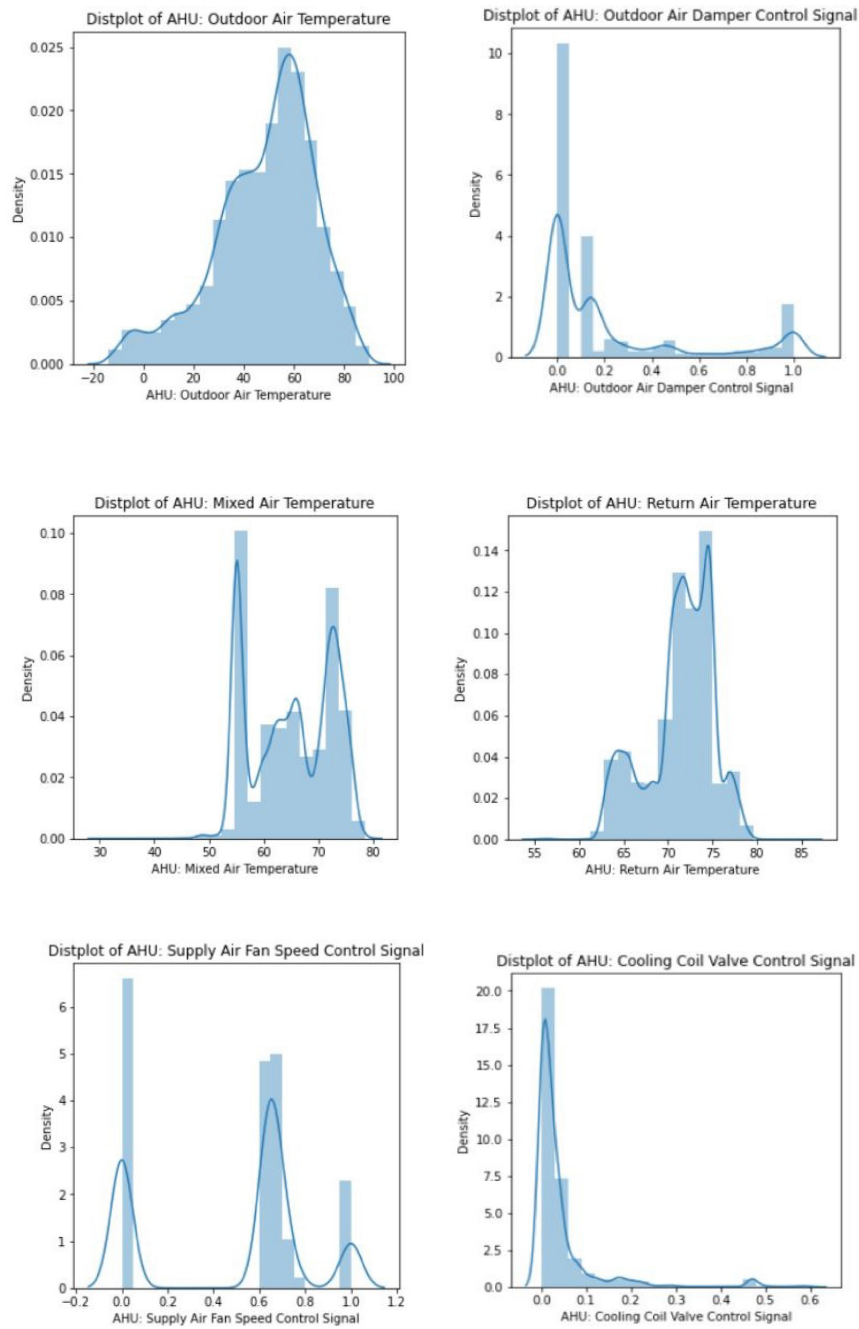 Distplot of AHU: Outdoor Air Temperature
0.025
0.020
0.015
0.010
0.005
0.000
Density
−20 0 20 40 60 80 100
AHU: Outdoor Air Temperature
Distplot of AHU: Outdoor Air Damper Control Signal
10
8
6
4
2
0
Density
0.0 0.2 0.4 0.6 0.8 1.0
AHU: Outdoor Air Damper Control Signal
Distplot of AHU: Mixed Air Temperature
0.10
0.08
0.06
0.04
0.02
0.00
Density
30 40 50 60 70 80
AHU: Mixed Air Temperature
Distplot of AHU: Return Air Temperature
0.14
0.12
0.10
0.08
0.06
0.04
0.02
0.00
Density
55 60 65 70 75 80 85
AHU: Return Air Temperature
Distplot of AHU: Supply Air Fan Speed Control Signal
6
5
4
3
2
1
0
Density
−0.2 0.0 0.2 0.4 0.6 0.8 1.0 1.2
AHU: Supply Air Fan Speed Control Signal
Distplot of AHU: Cooling Coil Valve Control Signal
20.0
17.5
15.0
12.5
10.0
7.5
5.0
2.5
0.0
Density
0.0 0.1 0.2 0.3 0.4 0.5 0.6
AHU: Cooling Coil Valve Control Signal